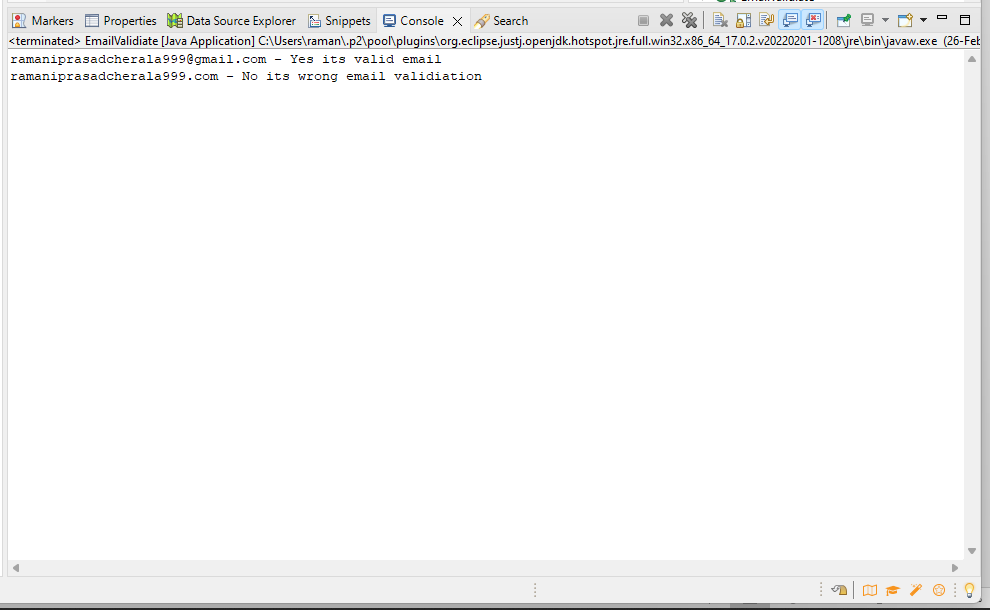 Markers Properties Data Source Explorer Snippets Console Search
<terminated> EmailValidiate [Java Application] C:\Users\raman\.p2\pool\plugins\org.eclipse.justj.openjdk.hotspot.jre.full.win32.x86_64_17.0.2.v20220201-1208\jre\bin\javaw.exe (26-Feb
ramaniprasadcherala999@gmail.com - Yes its valid email
ramaniprasadcherala999.com - No its wrong email validiation